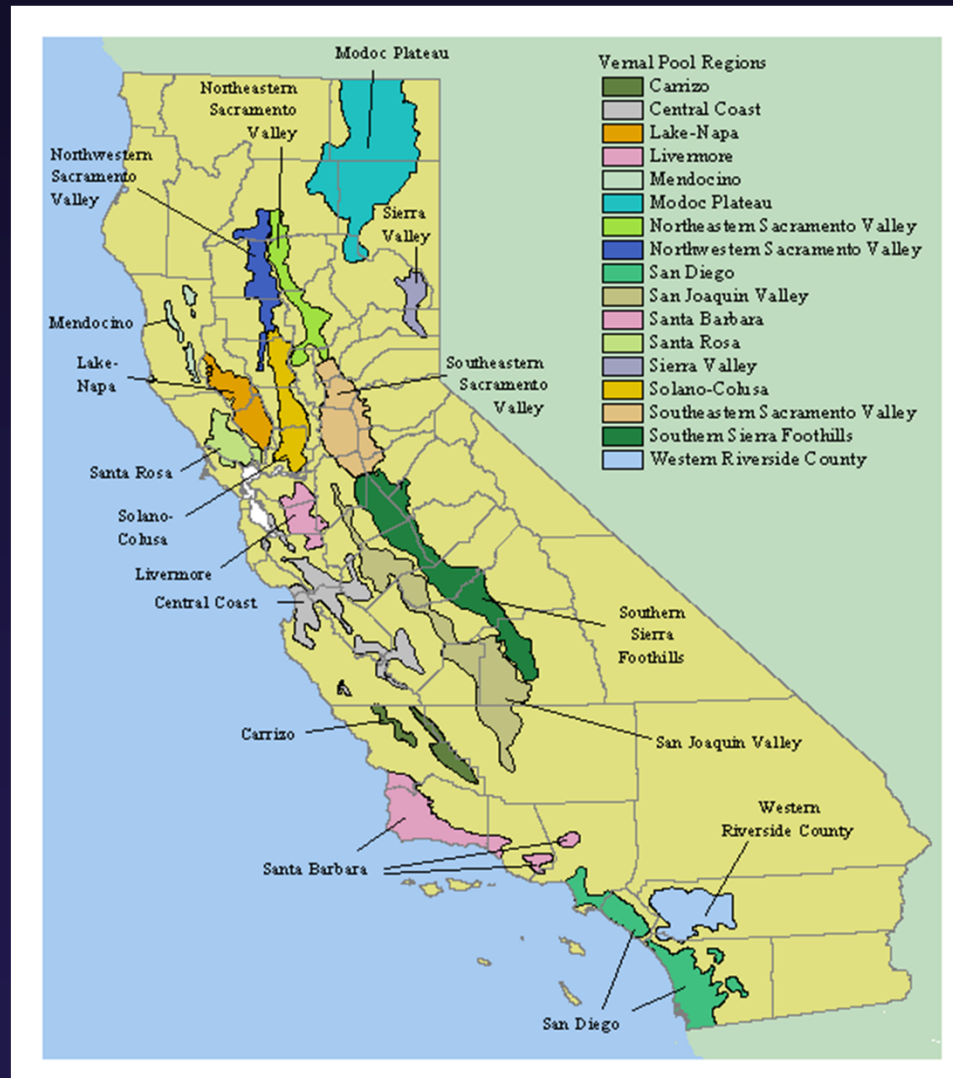 Modoc Plateau
Northeastern
Sacramento
Valley
Northwestern
Sacramento
Valley
Sierra
Valley
Mendocino
Lake-
Napa
Southeastern
Sacramento
Valley
Santa Rosa
Solano-
Colusa
Livermore
Central Coast
Southern
Sierra
Foothills
Carrizo
San Joaquin Valley
Western
Riverside County
Santa Barbara
San Diego
Vernal Pool Regions
Carrizo
Central Coast
Lake-Napa
Livermore
Mendocino
Modoc Plateau
Northeastern Sacramento Valley
Northwestern Sacramento Valley
San Diego
San Joaquin Valley
Santa Barbara
Santa Rosa
Sierra Valley
Solano-Colusa
Southeastern Sacramento Valley
Southern Sierra Foothills
Western Riverside County